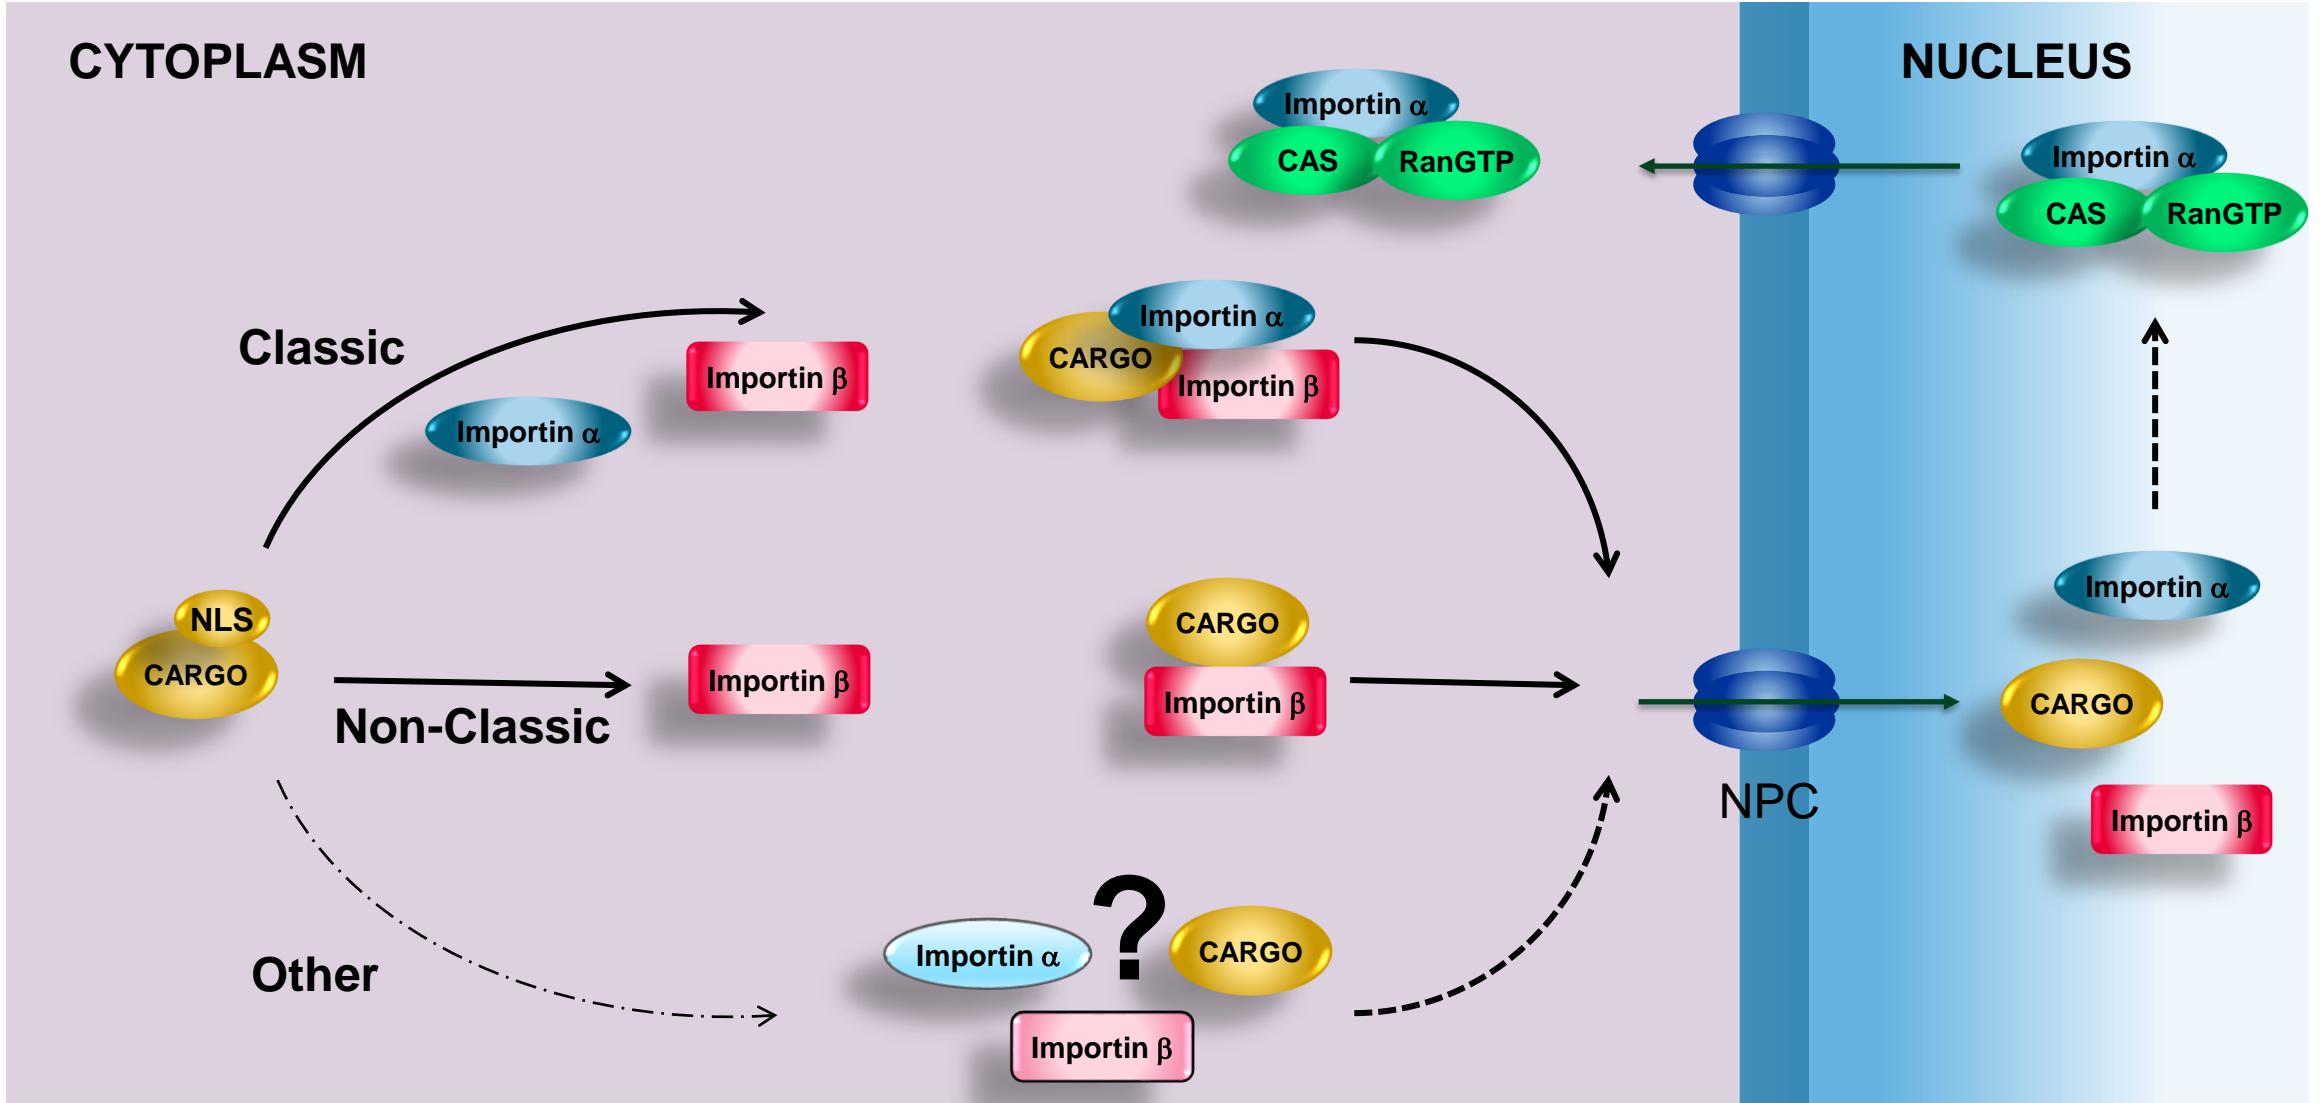 CYTOPLASM
NUCLEUS
Importin α
CAS
RanGTP
Importin α
CAS
RanGTP
Classic
Importin β
Importin α
Importin α
CARGO
Importin β
NLS
CARGO
Non-Classic
Importin β
CARGO
Importin β
NPC
Importin α
CARGO
Importin β
Other
Importin α
?
CARGO
Importin β